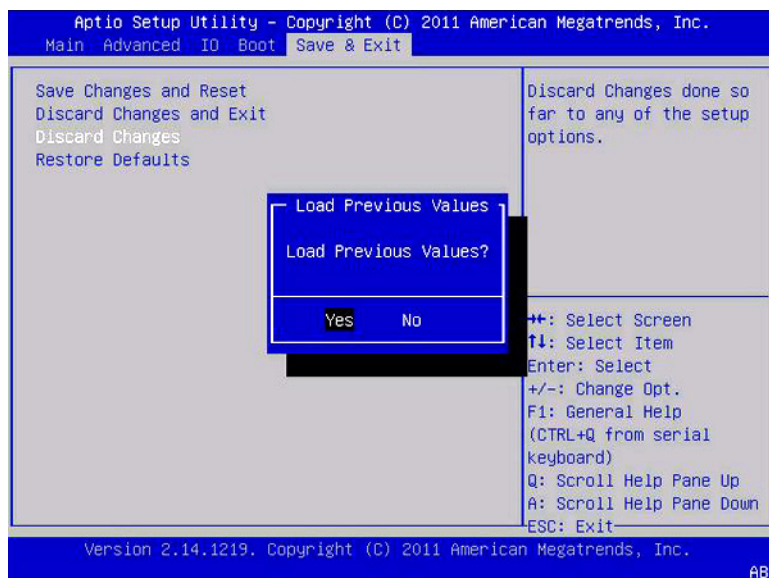 Aptio Setup Utility – Copyright (C) 2011 American Megatrends, Inc.
Main Advanced IO Boot Save & Exit
Save Changes and Reset
Discard Changes and Exit
Discard Changes
Restore Defaults
Discard Changes done so
far to any of the setup
options.
Load Previous Values
Load Previous Values?
Yes No
→←: Select Screen
↑↓: Select Item
Enter: Select
+/-: Change Opt.
F1: General Help
(CTRL+Q from serial
keyboard)
Q: Scroll Help Pane Up
A: Scroll Help Pane Down
ESC: Exit
Version 2.14.1219. Copyright (C) 2011 American Megatrends, Inc.
AB